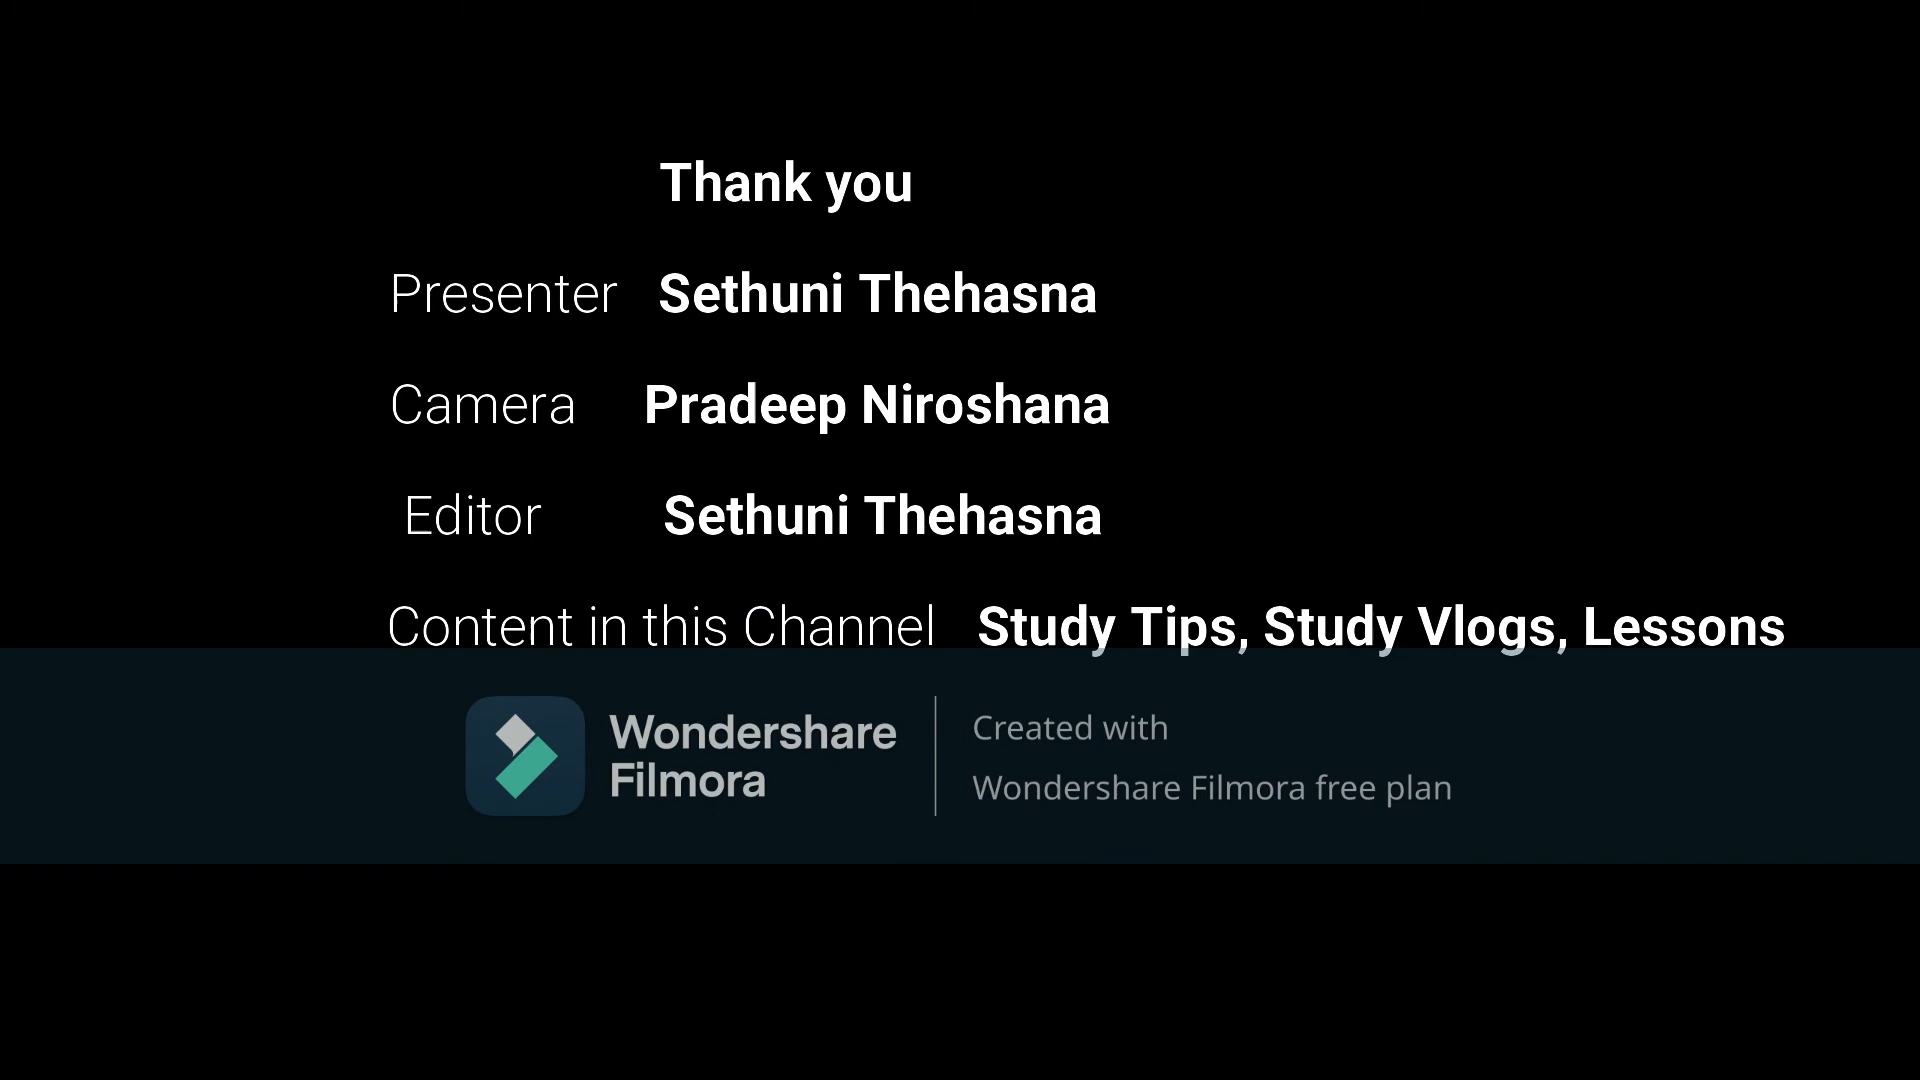 Thank you
Presenter Sethuni Thehasna
Camera Pradeep Niroshana
Editor Sethuni Thehasna
Content in this Channel Study Tips, Study Vlogs, Lessons
Wondershare
Filmora
Created with
Wondershare Filmora free plan